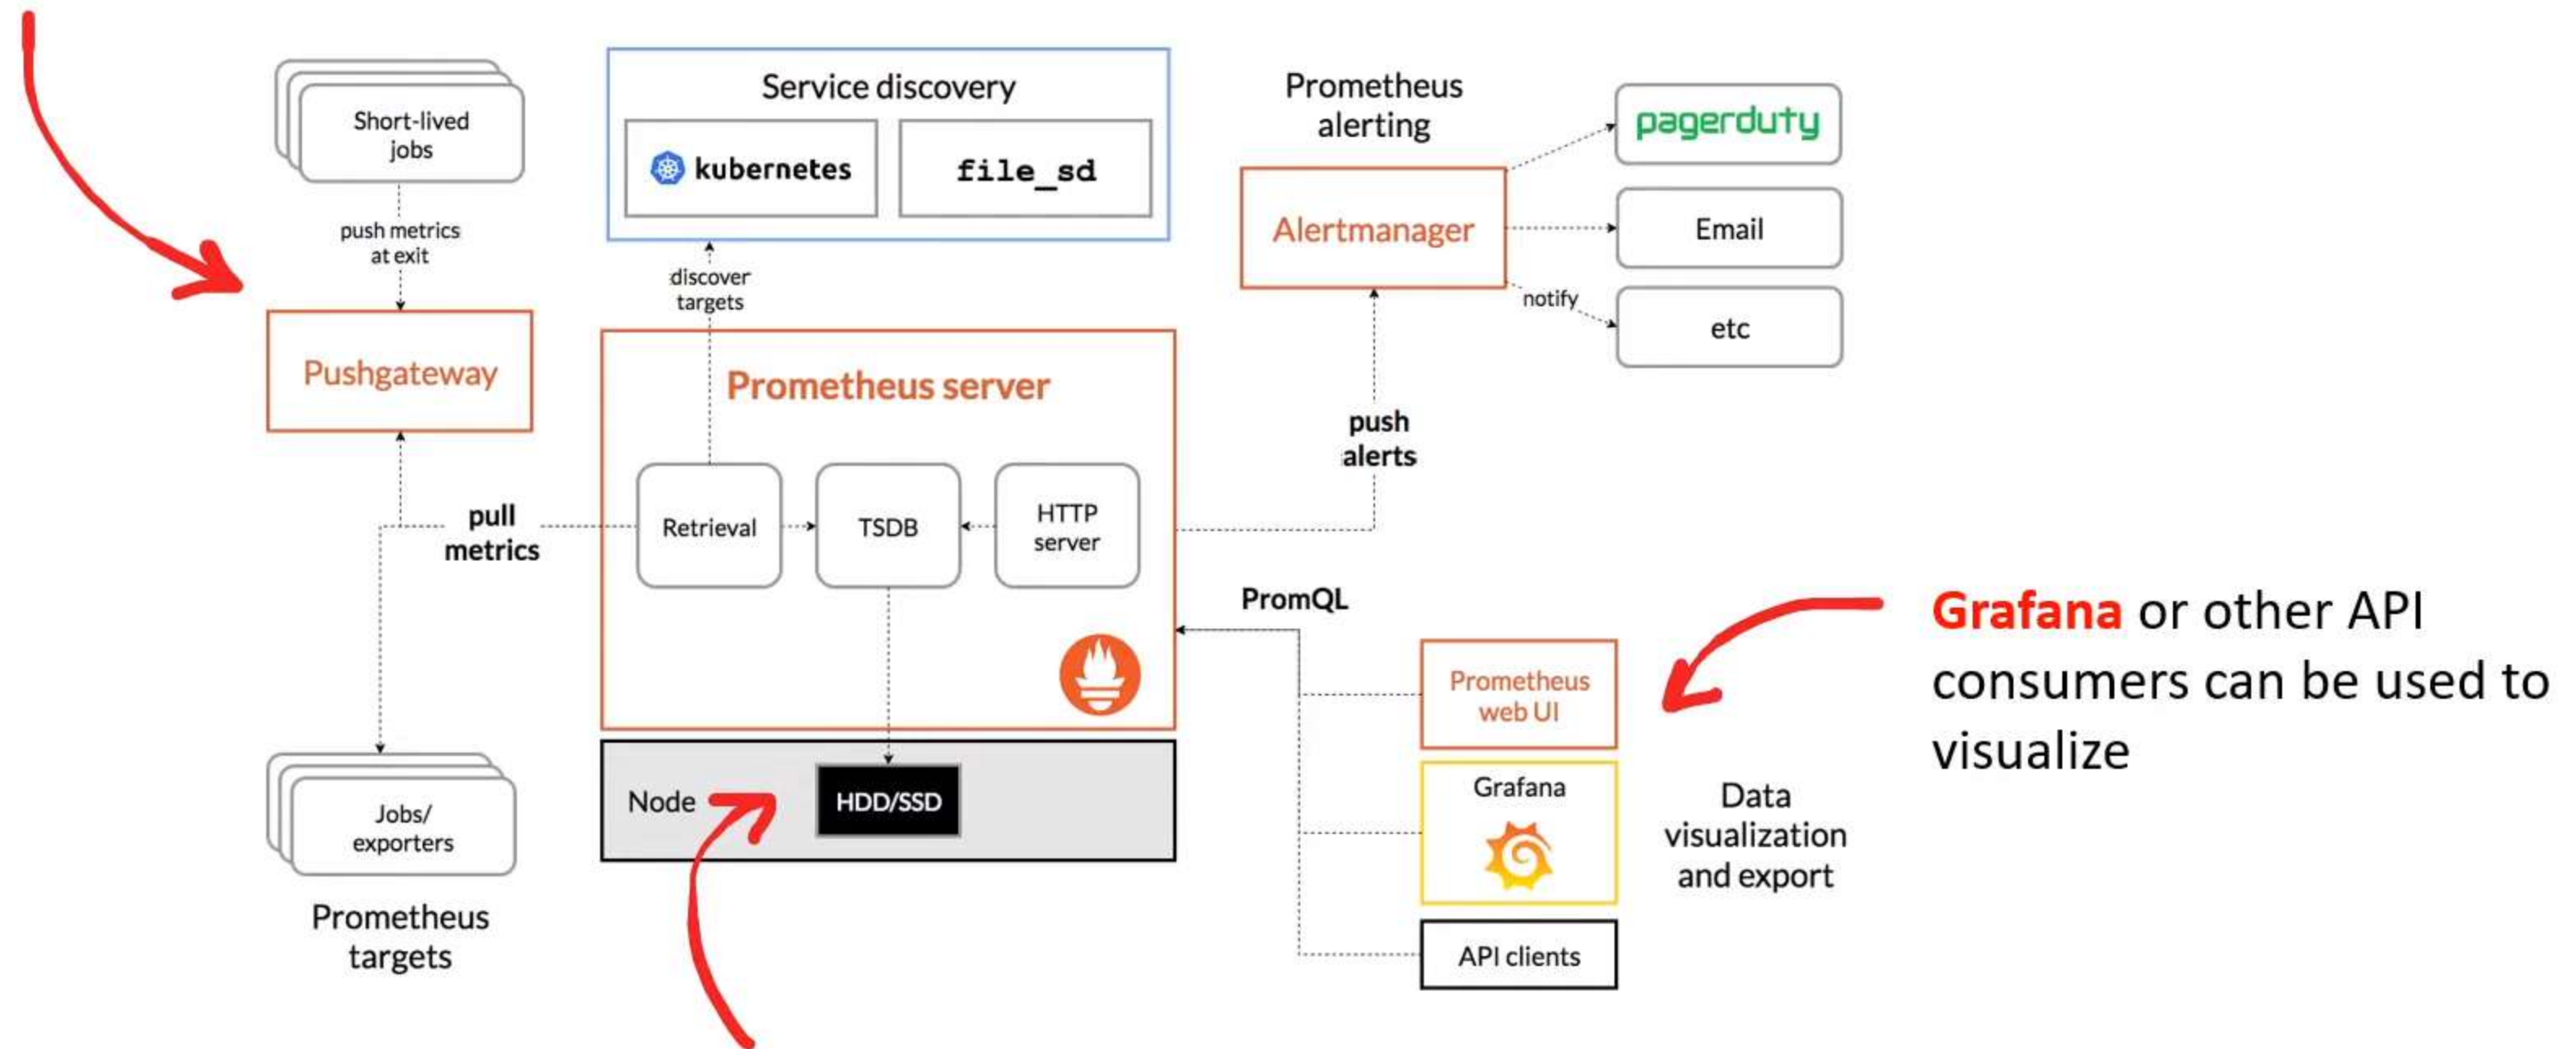 Short-lived
jobs
push metrics
at exit
Pushgateway
pull
metrics
Jobs/
exporters
Prometheus
targets
Service discovery
kubernetes
file_sd
discover
targets
Prometheus server
Retrieval
TSDB
HTTP
server
Node
HDD/SSD
Prometheus
alerting
Alertmanager
pagerduty
Email
notify
etc
push
alerts
PromQL
Prometheus
web UI
Grafana
API clients
Data
visualization
and export
Grafana or other API
consumers can be used to
visualize